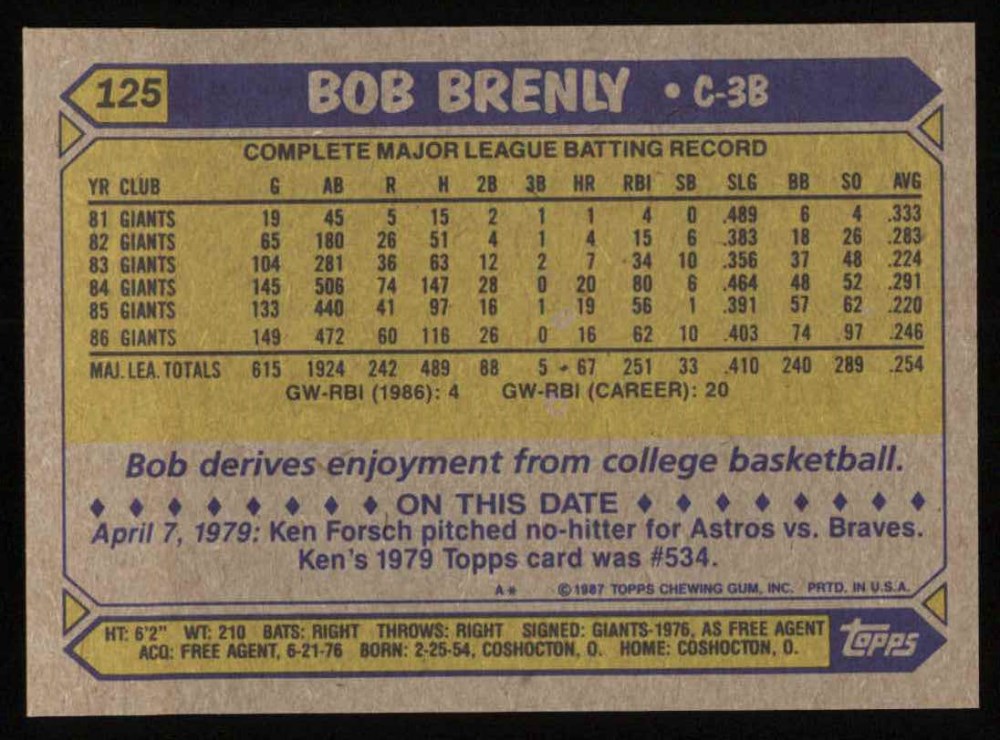 125 BOB BRENLY • C-3B
COMPLETE MAJOR LEAGUE BATTING RECORD
YR CLUB G AB R H 2B 3B HR RBI SB SLG BB SO AVG
81 GIANTS 19 45 5 15 2 1 1 4 0 .489 6 4 .333
82 GIANTS 65 180 26 51 4 1 4 15 6 .383 18 26 .283
83 GIANTS 104 281 36 63 12 2 7 34 10 .356 37 48 .224
84 GIANTS 145 506 74 147 28 0 20 80 6 .464 48 52 .291
85 GIANTS 133 440 41 97 16 1 19 56 1 .391 57 62 .220
86 GIANTS 149 472 60 116 26 0 16 62 10 .403 74 97 .246
MAJ. LEA. TOTALS 615 1924 242 489 88 5 67 251 33 .410 240 289 .254
GW-RBI (1986): 4 GW-RBI (CAREER): 20
Bob derives enjoyment from college basketball.
♦ ♦ ♦ ♦ ♦ ♦ ♦ ♦ ON THIS DATE ♦ ♦ ♦ ♦ ♦ ♦ ♦ ♦
April 7, 1979: Ken Forsch pitched no-hitter for Astros vs. Braves.
Ken's 1979 Topps card was #534.
A* © 1987 TOPPS CHEWING GUM, INC. PRTD. IN U.S.A.
HT: 6'2" WT: 210 BATS: RIGHT THROWS: RIGHT SIGNED: GIANTS-1976, AS FREE AGENT
ACQ: FREE AGENT, 6-21-76 BORN: 2-25-54, COSHOCTON, O. HOME: COSHOCTON, O.
TOPPS